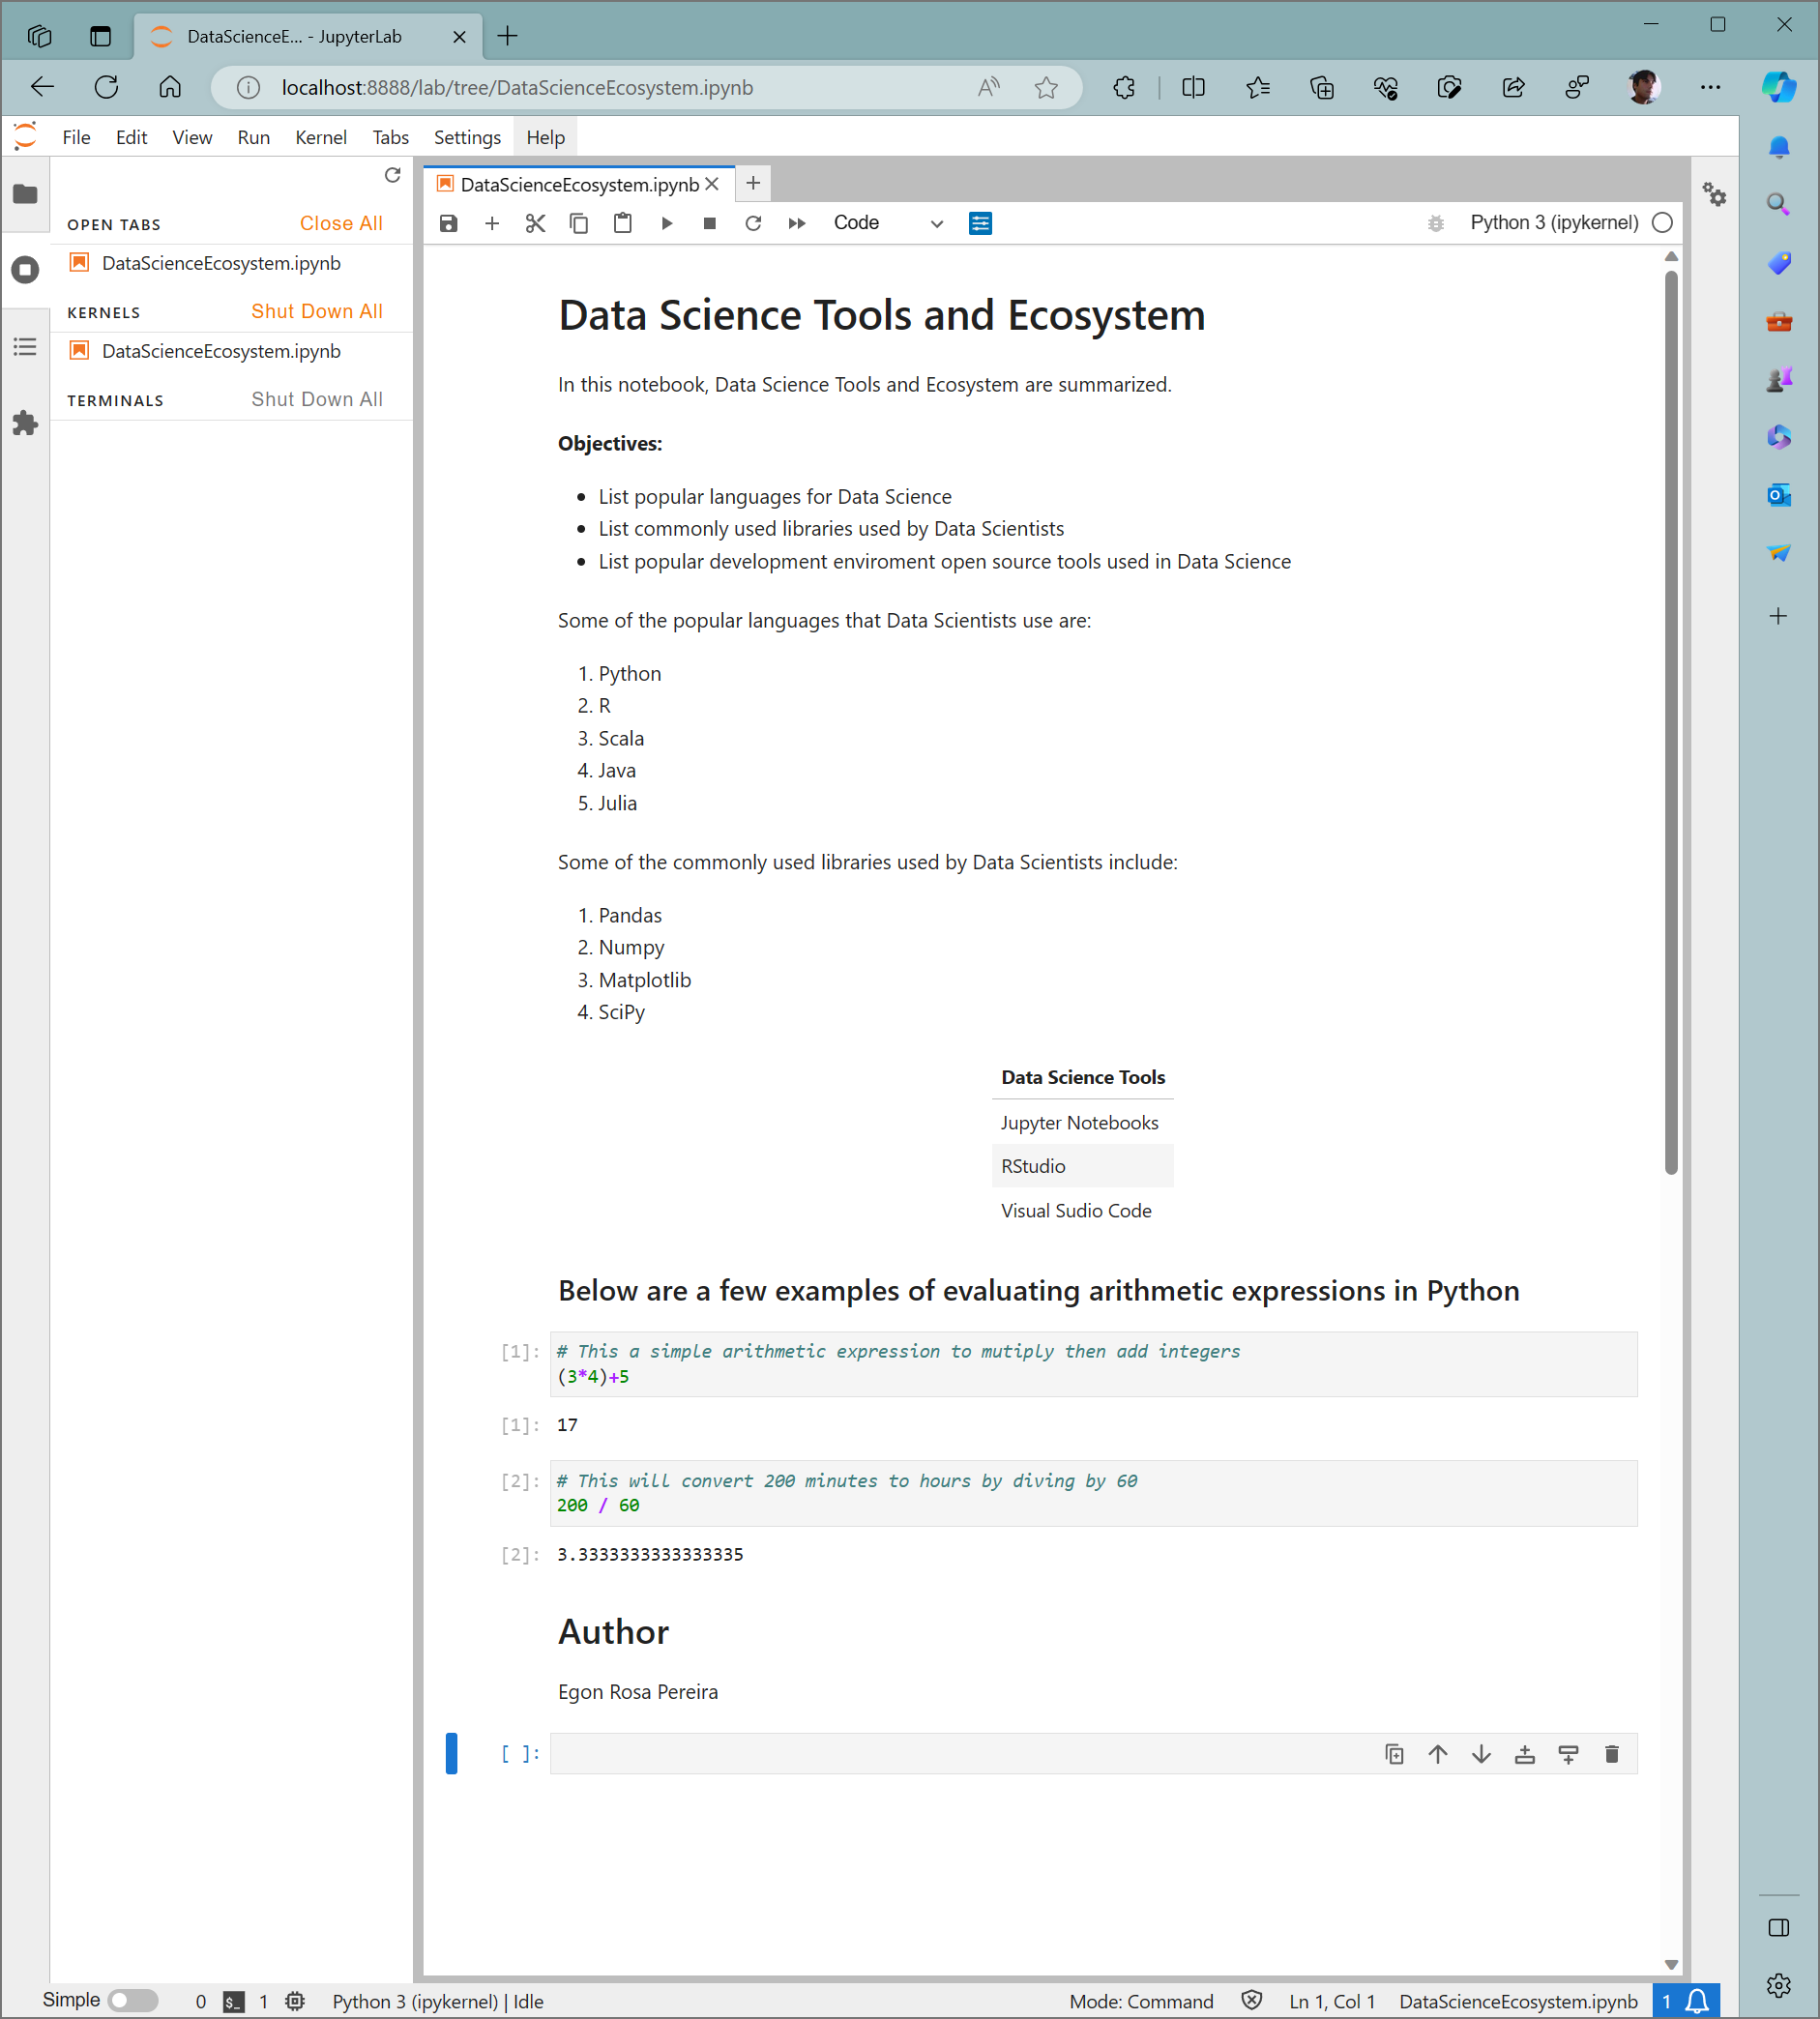 DataScienceE... - JupyterLab
localhost:8888/lab/tree/DataScienceEcosystem.ipynb
File Edit View Run Kernel Tabs Settings Help
OPEN TABS Close All
DataScienceEcosystem.ipynb
KERNELS Shut Down All
DataScienceEcosystem.ipynb
TERMINALS Shut Down All
DataScienceEcosystem.ipynb
Code Python 3 (ipykernel)
Data Science Tools and Ecosystem
In this notebook, Data Science Tools and Ecosystem are summarized.
Objectives:
• List popular languages for Data Science
• List commonly used libraries used by Data Scientists
• List popular development enviroment open source tools used in Data Science
Some of the popular languages that Data Scientists use are:
1. Python
2. R
3. Scala
4. Java
5. Julia
Some of the commonly used libraries used by Data Scientists include:
1. Pandas
2. Numpy
3. Matplotlib
4. SciPy
Data Science Tools
Jupyter Notebooks
RStudio
Visual Sudio Code
Below are a few examples of evaluating arithmetic expressions in Python
[1]: # This a simple arithmetic expression to mutiply then add integers
(3*4)+5
[1]: 17
[2]: # This will convert 200 minutes to hours by diving by 60
200 / 60
[2]: 3.3333333333333335
Author
Egon Rosa Pereira
[ ]:
Simple 0 $_ 1 Python 3 (ipykernel) | Idle Mode: Command Ln 1, Col 1 DataScienceEcosystem.ipynb 1